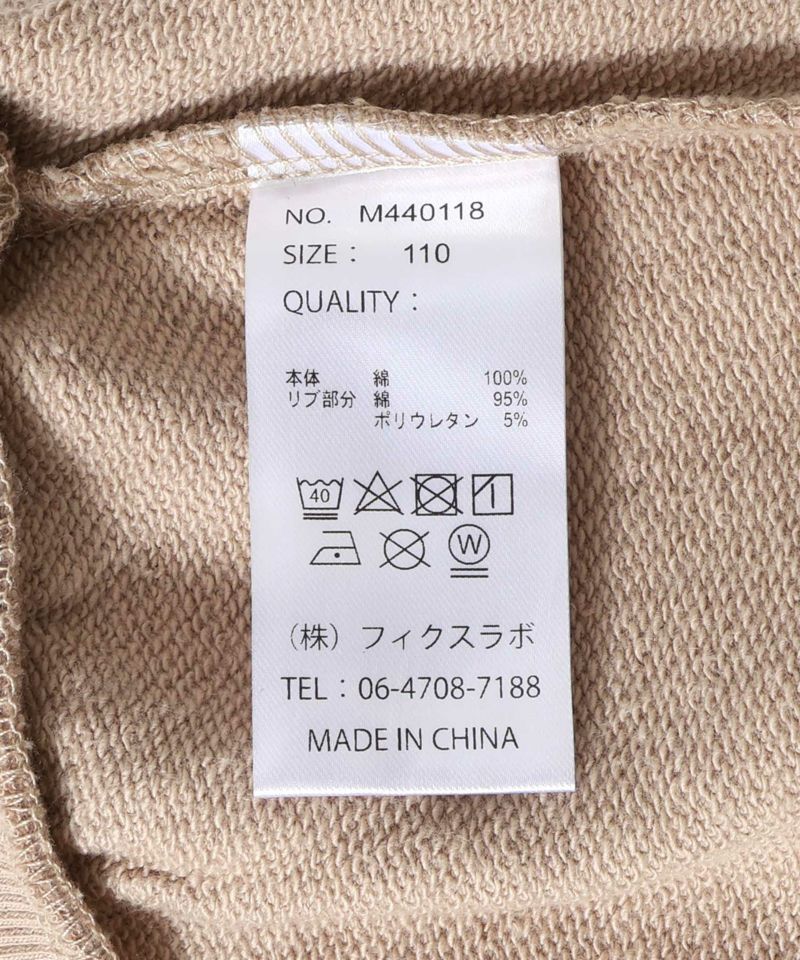 NO. M440118
SIZE： 110
QUALITY：
本体 綿 100%
リブ部分 綿 95%
ポリウレタン 5%
40
W
（株）フィクスラボ
TEL：06-4708-7188
MADE IN CHINA